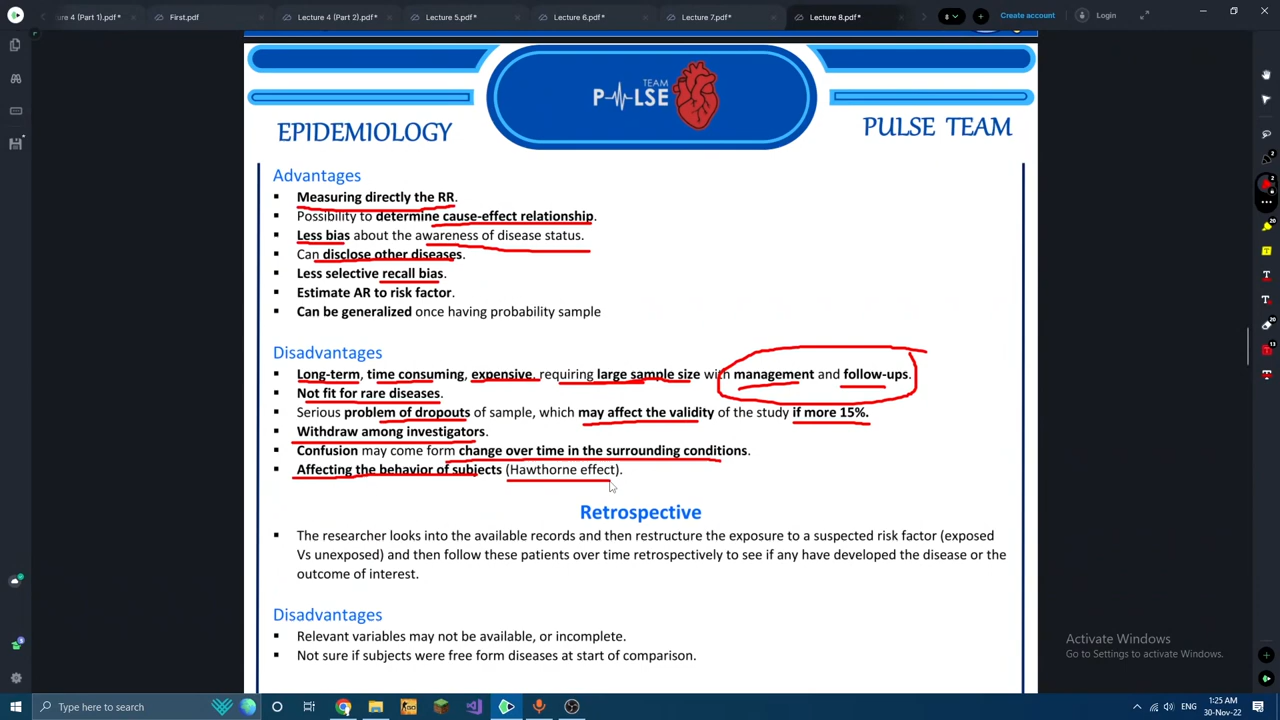 4 (Part 1).pdf*
First.pdf
Lecture 4 (Part 2).pdf*
Lecture 5.pdf*
Lecture 6.pdf*
Lecture 7.pdf*
Lecture 8.pdf*
8
Create account
Login
TEAM
P LSE
EPIDEMIOLOGY
PULSE TEAM
Advantages
▪ Measuring directly the RR.
▪ Possibility to determine cause-effect relationship.
▪ Less bias about the awareness of disease status.
▪ Can disclose other diseases.
▪ Less selective recall bias.
▪ Estimate AR to risk factor.
▪ Can be generalized once having probability sample
Disadvantages
▪ Long-term, time consuming, expensive, requiring large sample size with management and follow-ups.
▪ Not fit for rare diseases.
▪ Serious problem of dropouts of sample, which may affect the validity of the study if more 15%.
▪ Withdraw among investigators.
▪ Confusion may come form change over time in the surrounding conditions.
▪ Affecting the behavior of subjects (Hawthorne effect).
Retrospective
▪ The researcher looks into the available records and then restructure the exposure to a suspected risk factor (exposed
Vs unexposed) and then follow these patients over time retrospectively to see if any have developed the disease or the
outcome of interest.
Disadvantages
▪ Relevant variables may not be available, or incomplete.
▪ Not sure if subjects were free form diseases at start of comparison.
Activate Windows
Go to Settings to activate Windows.
Type here to search
ENG
1:25 AM
30-Nov-22